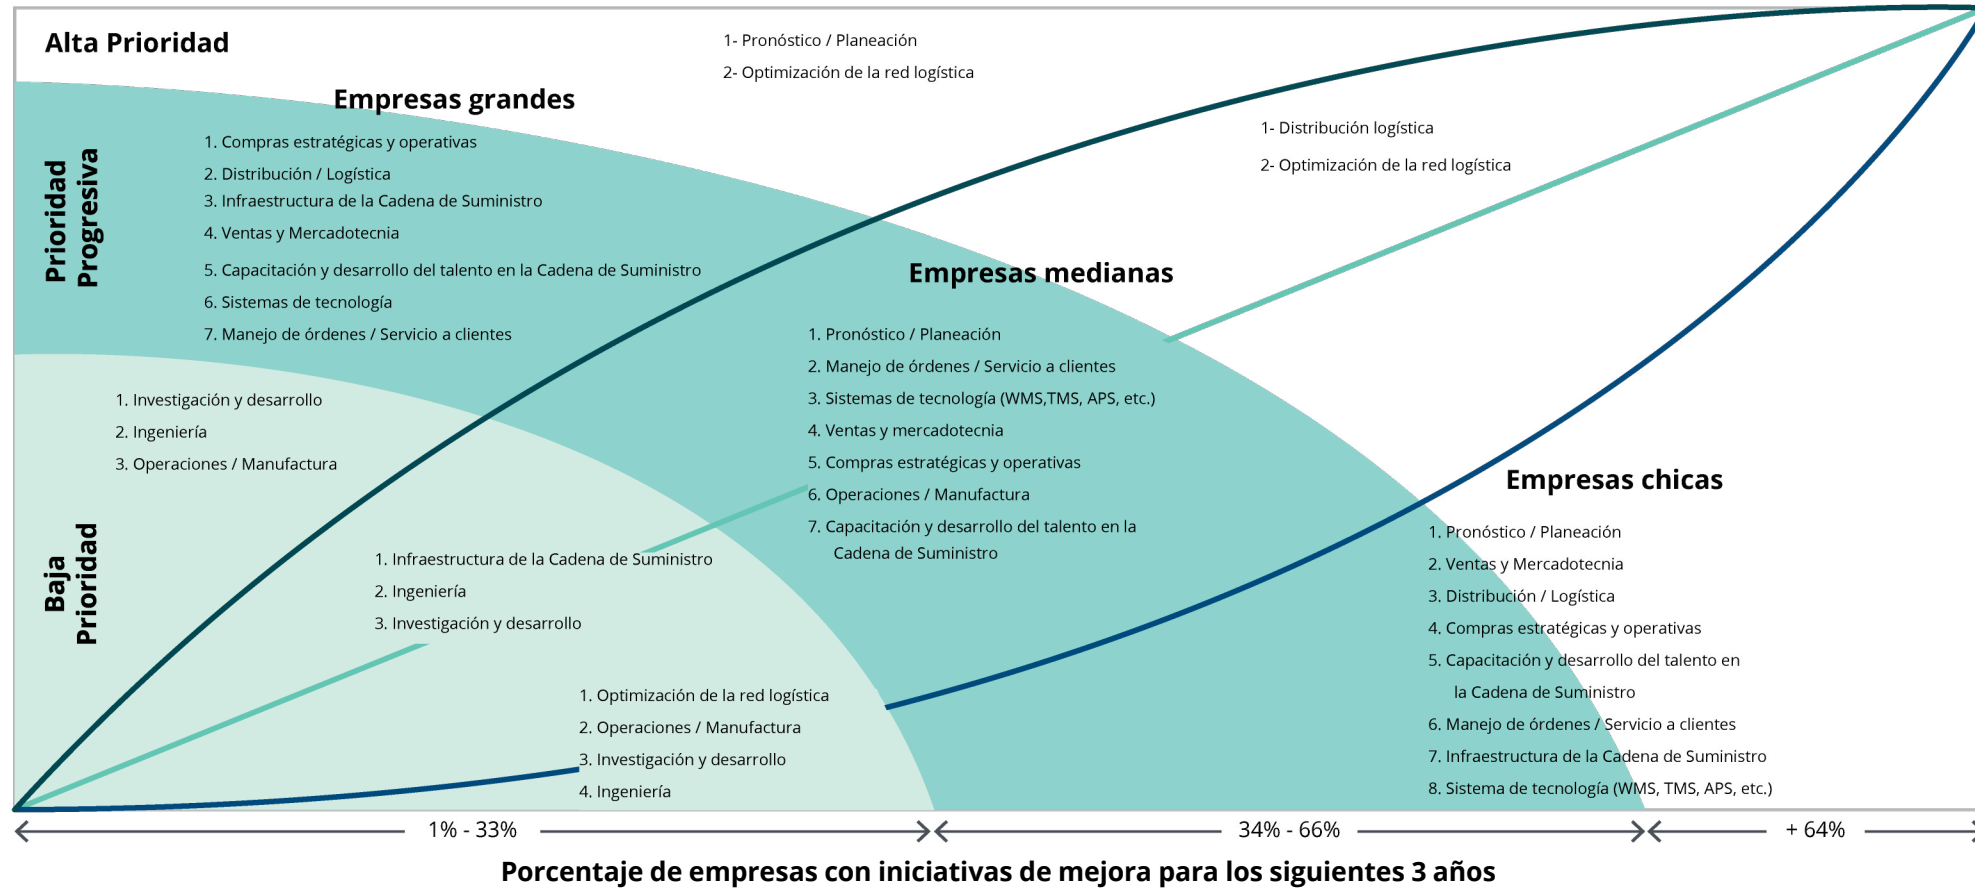 Alta Prioridad
1- Pronóstico / Planeación
2- Optimización de la red logística
Empresas grandes
Prioridad
Progresiva
1. Compras estratégicas y operativas
2. Distribución / Logística
3. Infraestructura de la Cadena de Suministro
4. Ventas y Mercadotecnia
5. Capacitación y desarrollo del talento en la Cadena de Suministro
6. Sistemas de tecnología
7. Manejo de órdenes / Servicio a clientes
1- Distribución logística
2- Optimización de la red logística
Empresas medianas
1. Pronóstico / Planeación
2. Manejo de órdenes / Servicio a clientes
3. Sistemas de tecnología (WMS,TMS, APS, etc.)
4. Ventas y mercadotecnia
5. Compras estratégicas y operativas
6. Operaciones / Manufactura
7. Capacitación y desarrollo del talento en la
Cadena de Suministro
Baja
Prioridad
1. Investigación y desarrollo
2. Ingeniería
3. Operaciones / Manufactura
1. Infraestructura de la Cadena de Suministro
2. Ingeniería
3. Investigación y desarrollo
1. Optimización de la red logística
2. Operaciones / Manufactura
3. Investigación y desarrollo
4. Ingeniería
Empresas chicas
1. Pronóstico / Planeación
2. Ventas y Mercadotecnia
3. Distribución / Logística
4. Compras estratégicas y operativas
5. Capacitación y desarrollo del talento en
la Cadena de Suministro
6. Manejo de órdenes / Servicio a clientes
7. Infraestructura de la Cadena de Suministro
8. Sistema de tecnología (WMS, TMS, APS, etc.)
1% - 33%
34% - 66%
+ 64%
Porcentaje de empresas con iniciativas de mejora para los siguientes 3 años